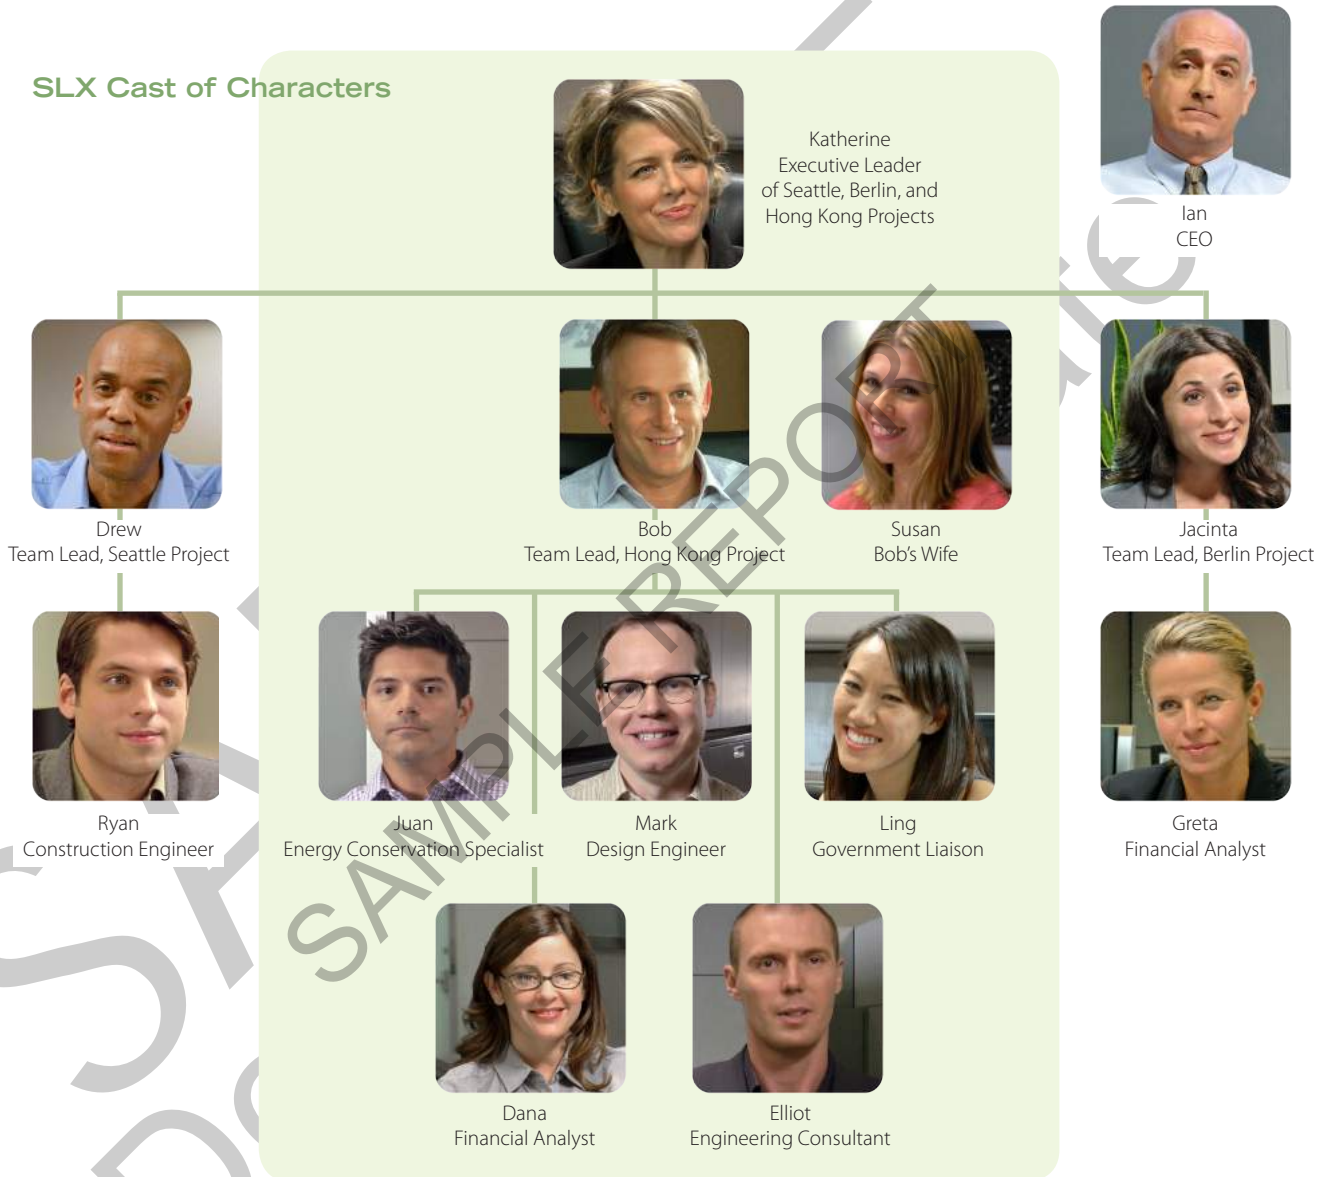 SLX Cast of Characters
Katherine
Executive Leader
of Seattle, Berlin, and
Hong Kong Projects
Ian
CEO
Drew
Team Lead, Seattle Project
Bob
Team Lead, Hong Kong Project
Susan
Bob's Wife
Jacinta
Team Lead, Berlin Project
Ryan
Construction Engineer
Juan
Energy Conservation Specialist
Mark
Design Engineer
Ling
Government Liaison
Greta
Financial Analyst
Dana
Financial Analyst
Elliot
Engineering Consultant
SAMPLE REPORT